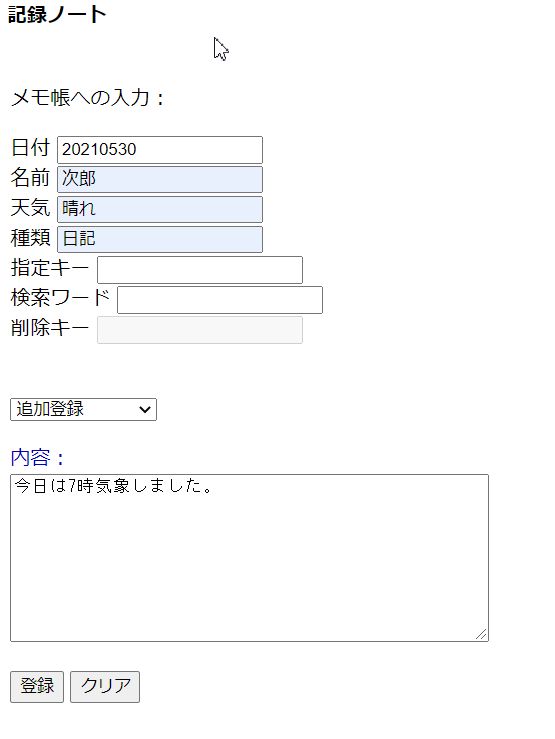 記録ノート
メモ帳への入力：
日付 20210530
名前 次郎
天気 晴れ
種類 日記
指定キー
検索ワード
削除キー
追加登録
内容：
今日は7時気象しました。
登録 クリア